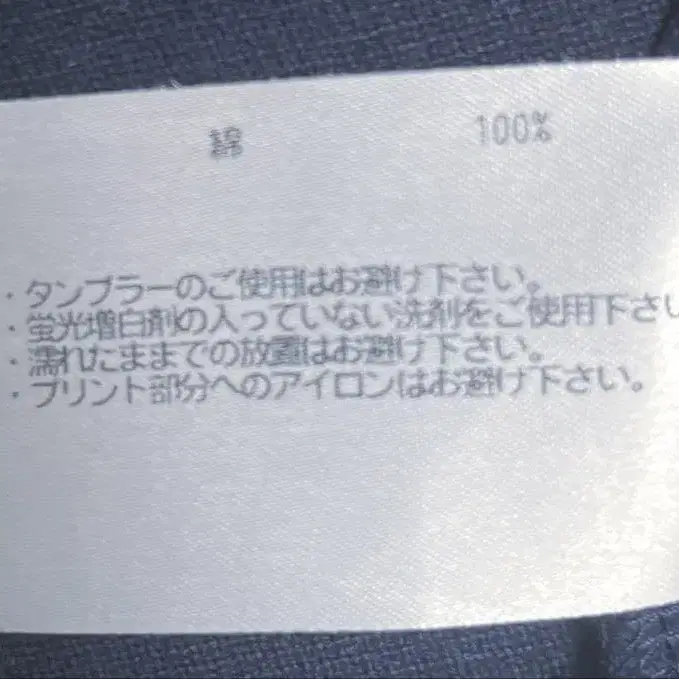 綿 100%
・タンブラーのご使用はお避け下さい。
・蛍光増白剤の入っていない洗剤をご使用下さい
・濡れたままでの放置はお避け下さい。
・プリント部分へのアイロンはお避け下さい。